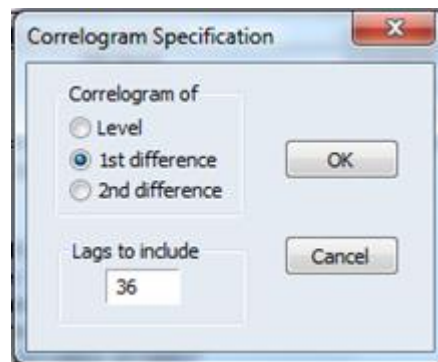 Correlogram Specification
Correlogram of
Level
1st difference
2nd difference
OK
Lags to include
36
Cancel